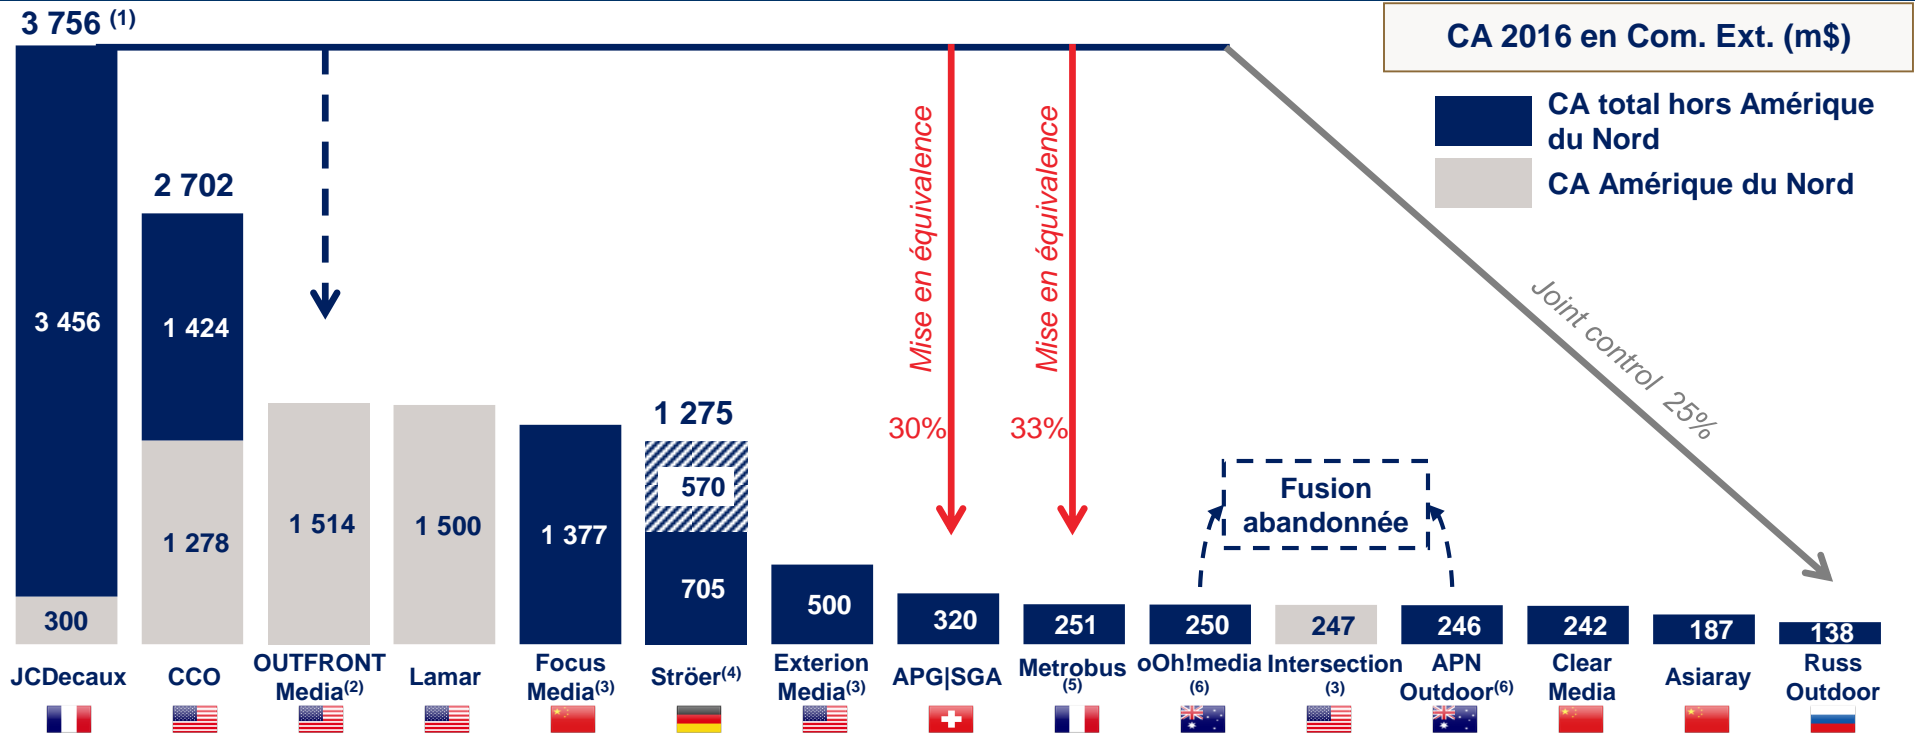 3 756 (1)
CA 2016 en Com. Ext. (m$)
CA total hors Amérique
du Nord
CA Amérique du Nord
2 702
1 275
Mise en équivalence
30%
Mise en équivalence
33%
Joint control 25%
Fusion
abandonnée
3 456
300
1 424
1 278
1 514
1 500
1 377
570
705
500
320
251
250
247
246
242
187
138
JCDecaux
CCO
OUTFRONT
Media(2)
Lamar
Focus
Media(3)
Ströer(4)
Exterion
Media(3)
APG|SGA
Metrobus
(5)
oOh!media
(6)
Intersection
(3)
APN
Outdoor(6)
Clear
Media
Asiaray
Russ
Outdoor